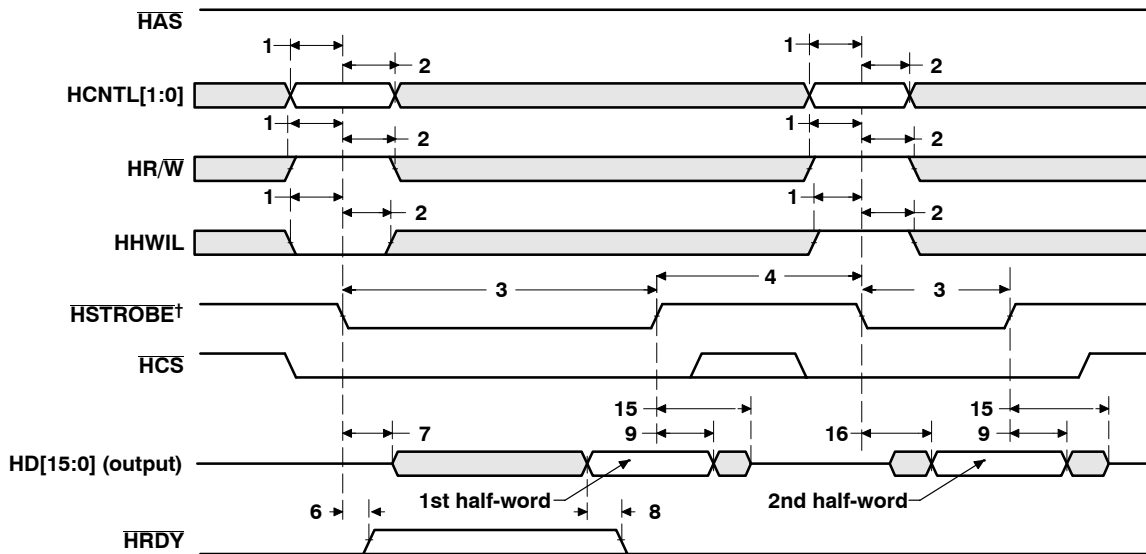 HAS
1 1
2 2
HCNTL[1:0]
1 1
2 2
HR/W
1 1
2 2
HHWIL
4
3 3
HSTROBE†
HCS
15 15
7 9 16 9
HD[15:0] (output)
1st half-word 2nd half-word
6 8
HRDY